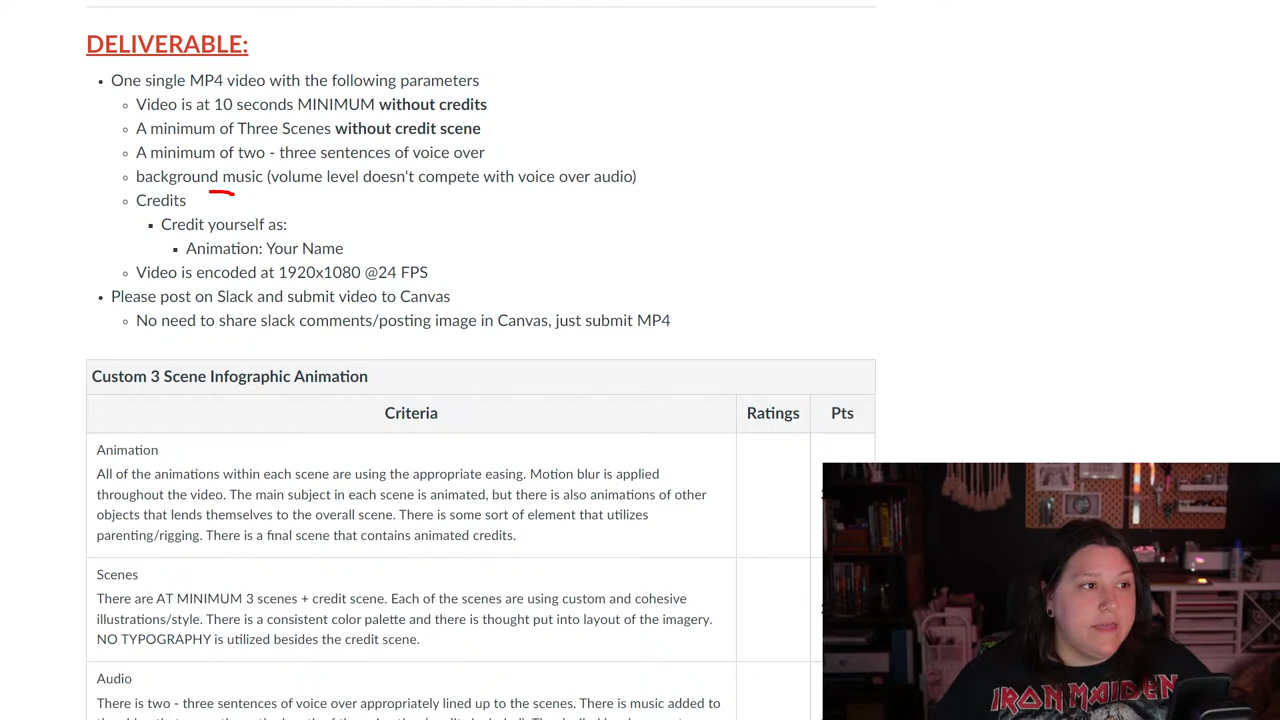 DELIVERABLE:
One single MP4 video with the following parameters
Video is at 10 seconds MINIMUM without credits
A minimum of Three Scenes without credit scene
A minimum of two - three sentences of voice over
background music (volume level doesn't compete with voice over audio)
Credits
Credit yourself as:
Animation: Your Name
Video is encoded at 1920x1080 @24 FPS
Please post on Slack and submit video to Canvas
No need to share slack comments/posting image in Canvas, just submit MP4
Custom 3 Scene Infographic Animation
Criteria Ratings Pts
Animation
All of the animations within each scene are using the appropriate easing. Motion blur is applied
throughout the video. The main subject in each scene is animated, but there is also animations of other
objects that lends themselves to the overall scene. There is some sort of element that utilizes
parenting/rigging. There is a final scene that contains animated credits.
Scenes
There are AT MINIMUM 3 scenes + credit scene. Each of the scenes are using custom and cohesive
illustrations/style. There is a consistent color palette and there is thought put into layout of the imagery.
NO TYPOGRAPHY is utilized besides the credit scene.
Audio
There is two - three sentences of voice over appropriately lined up to the scenes. There is music added to
IRON MAIDEN